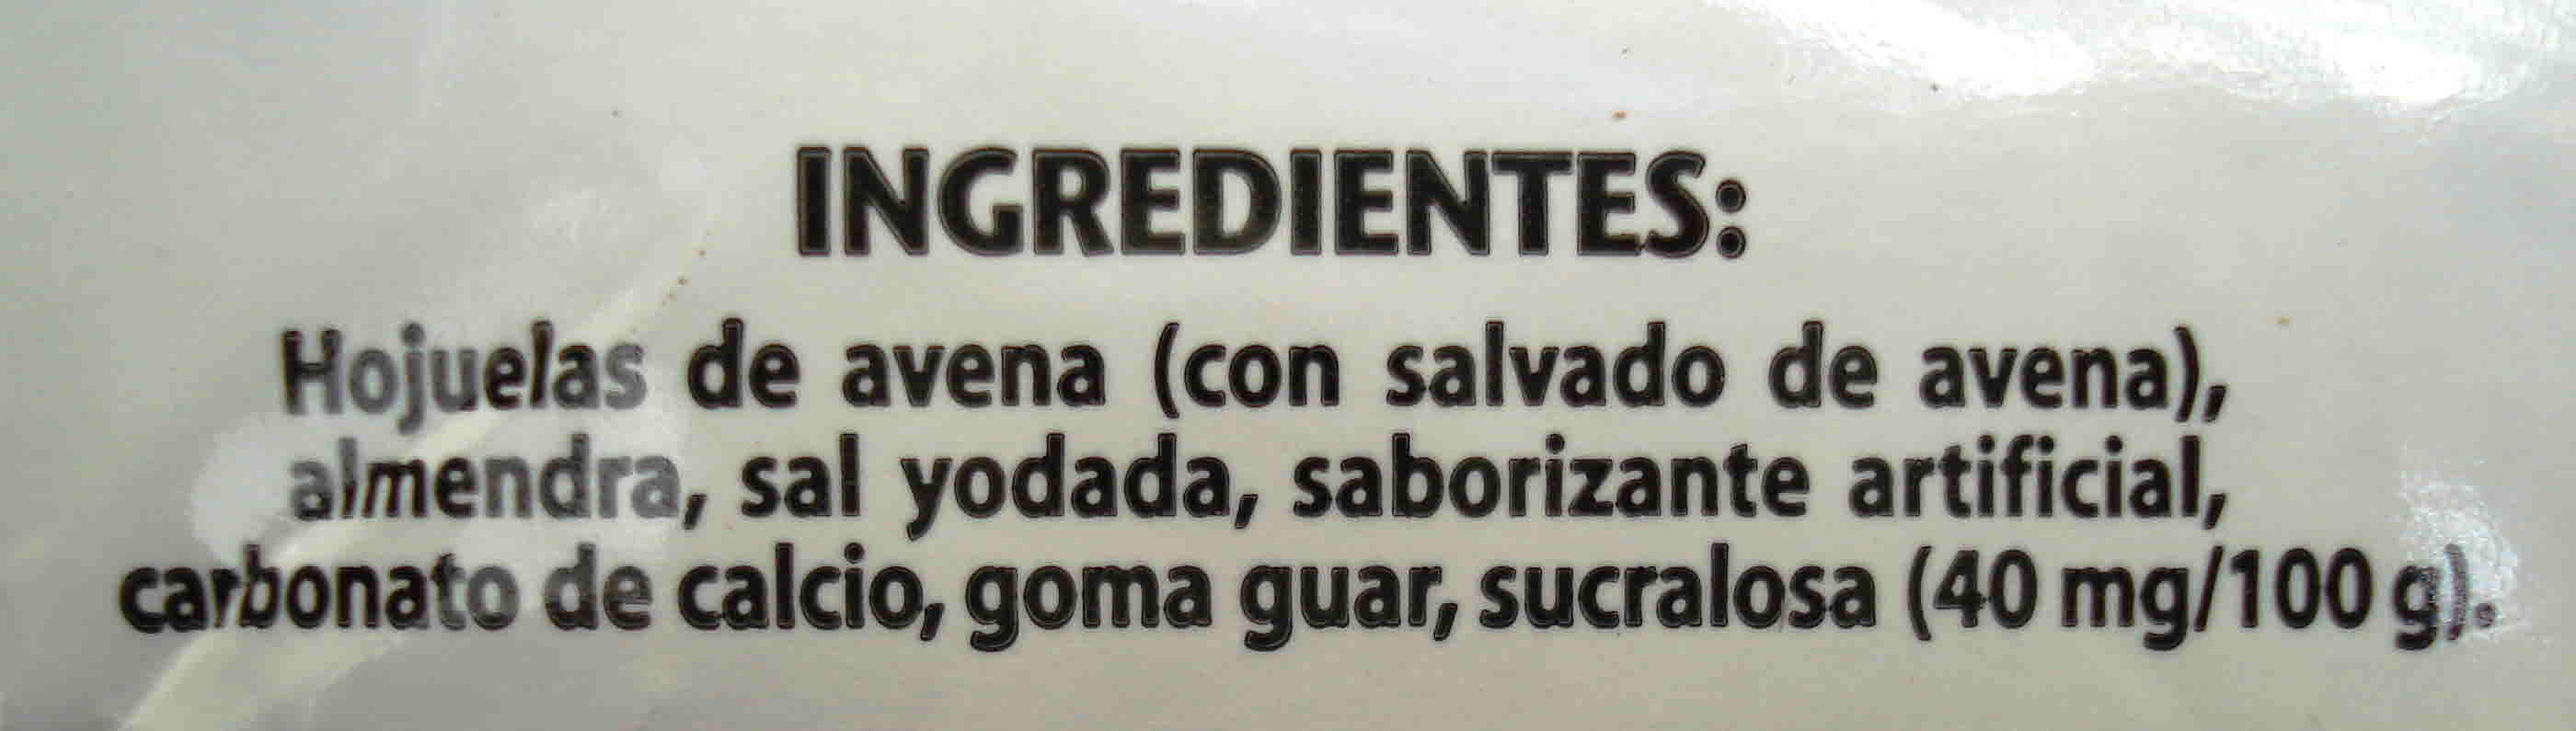 INGREDIENTES:
Hojuelas de avena (con salvado de avena),
almendra, sal yodada, saborizante artificial,
carbonato de calcio, goma guar, sucralosa (40 mg/100 g).